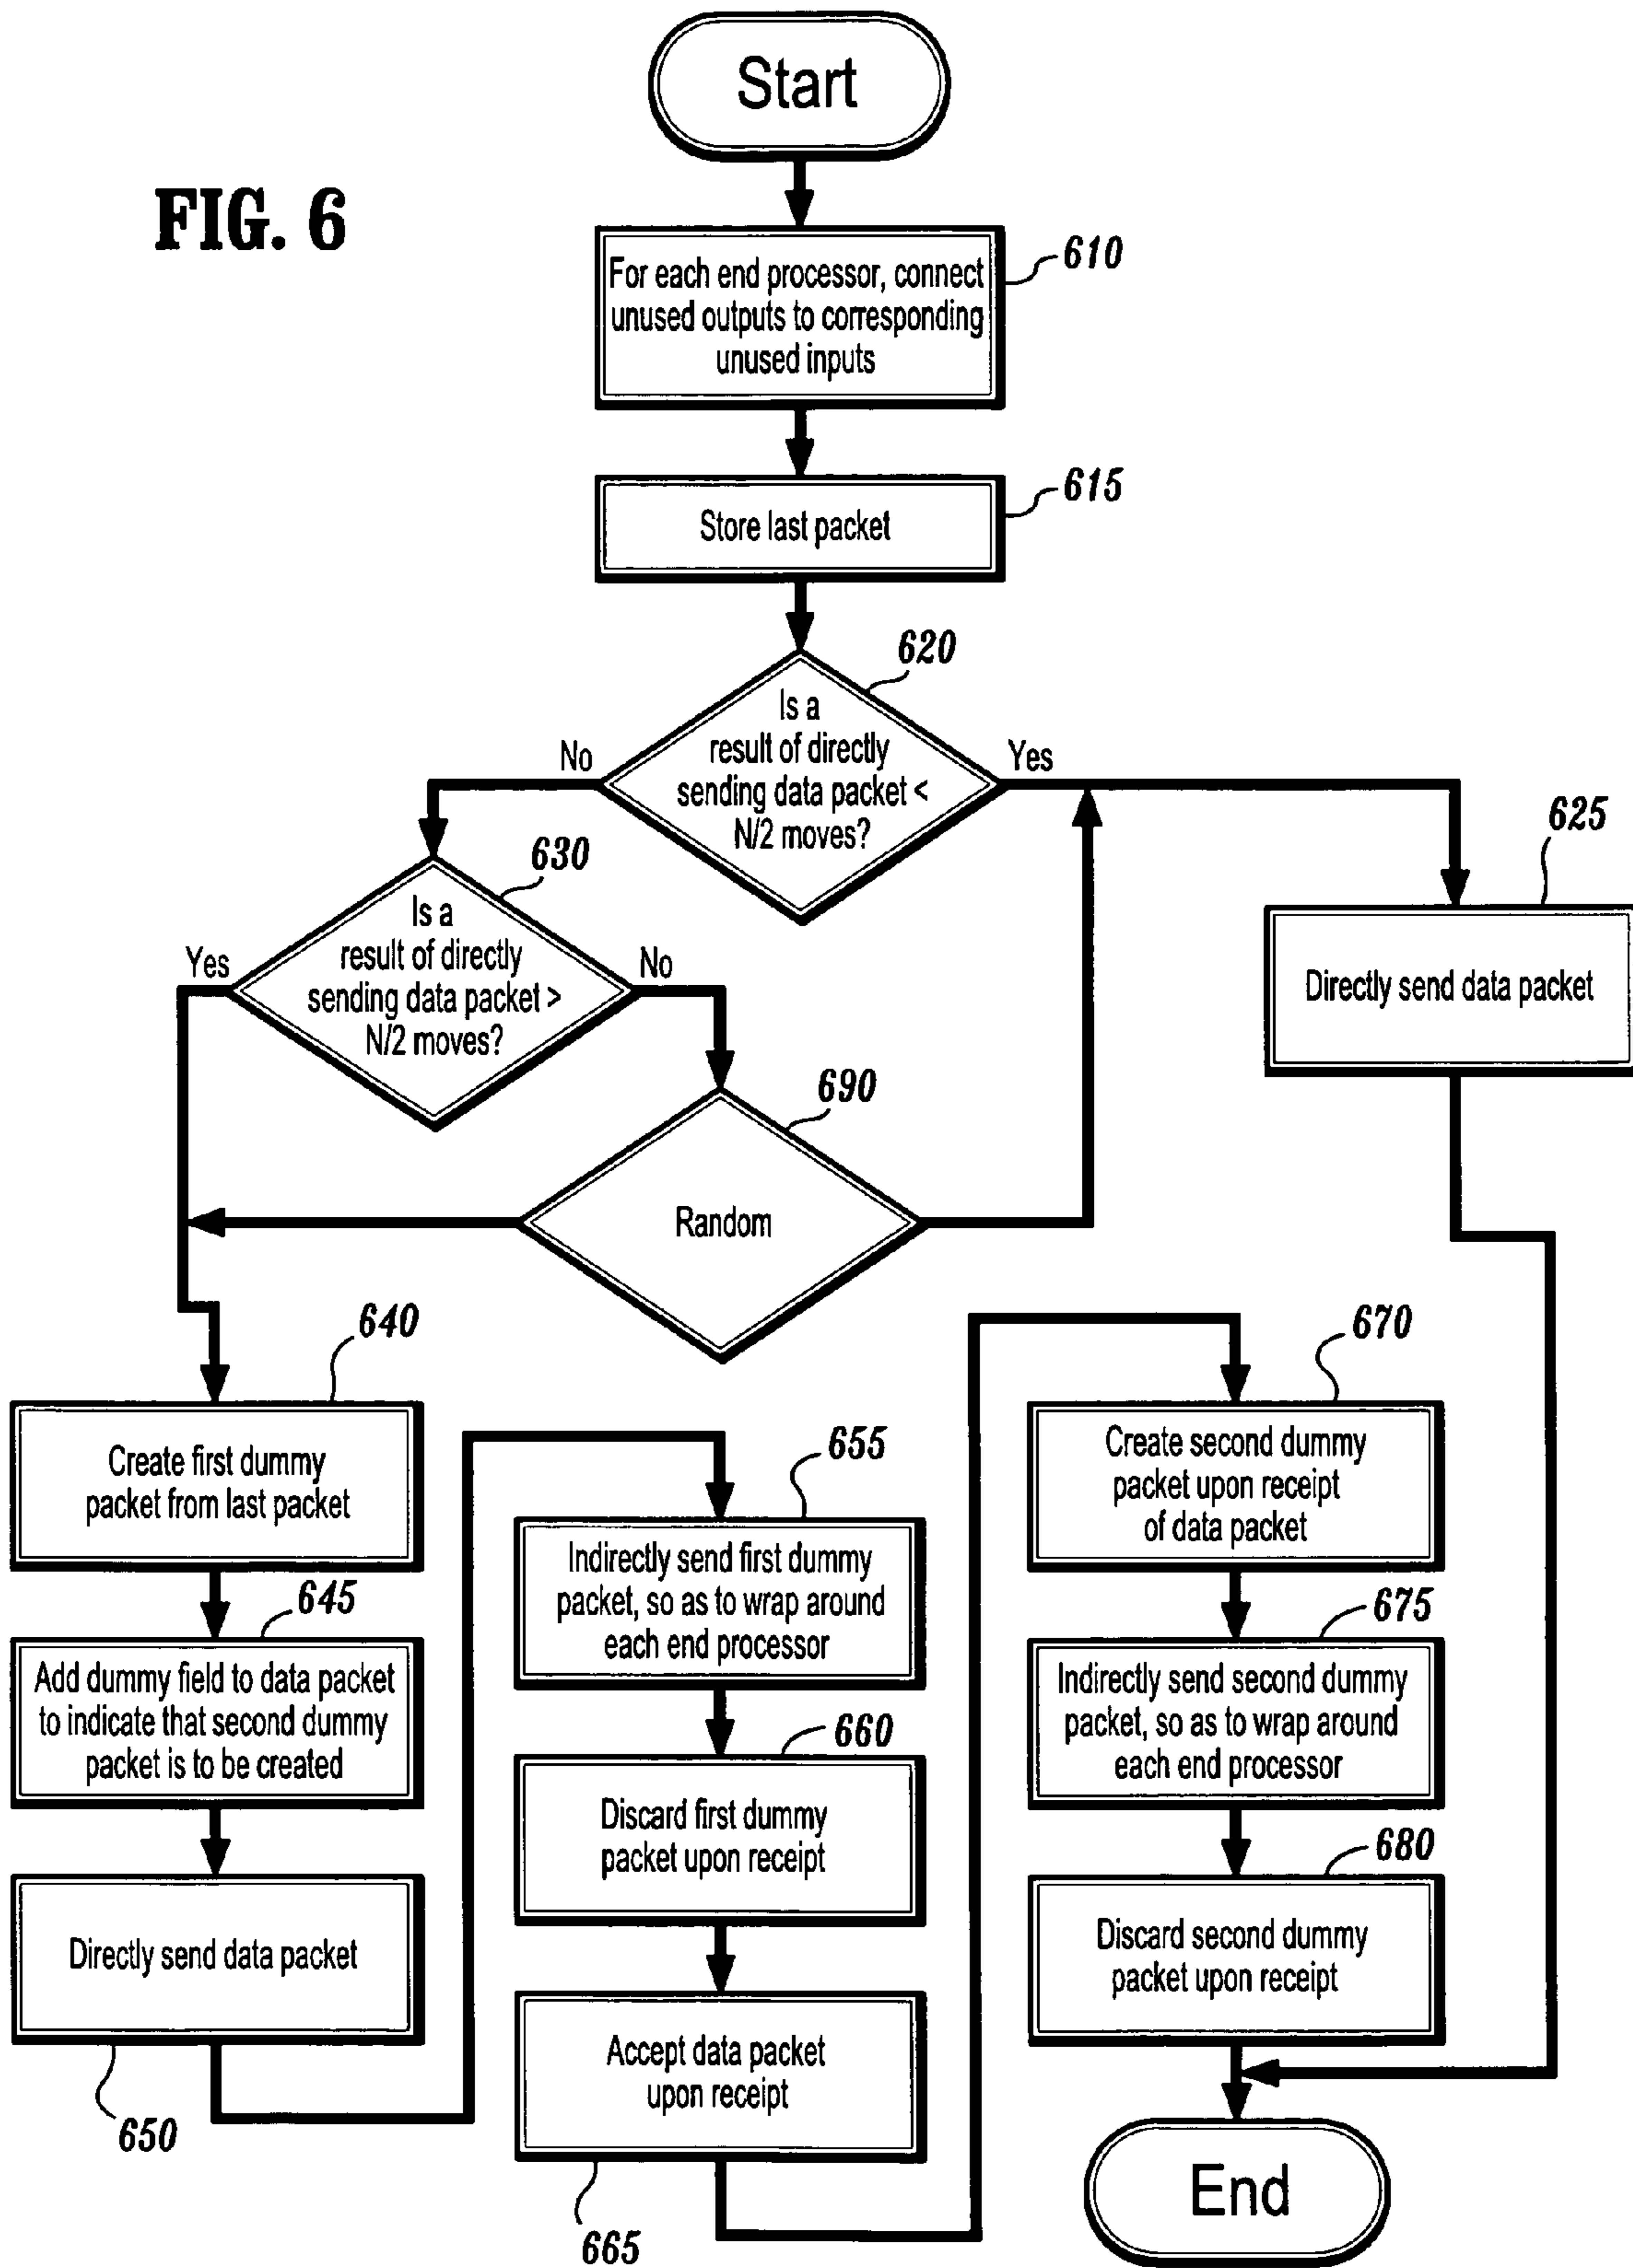 Start
FIG. 6
For each end processor, connect
unused outputs to corresponding
unused inputs
610
Store last packet
615
620
Is a
result of directly
sending data packet <
N/2 moves?
No
Yes
625
Directly send data packet
630
Is a
result of directly
sending data packet >
N/2 moves?
Yes
No
690
Random
640
Create first dummy
packet from last packet
645
Add dummy field to data packet
to indicate that second dummy
packet is to be created
Directly send data packet
650
655
Indirectly send first dummy
packet, so as to wrap around
each end processor
660
Discard first dummy
packet upon receipt
Accept data packet
upon receipt
665
670
Create second dummy
packet upon receipt
of data packet
675
Indirectly send second dummy
packet, so as to wrap around
each end processor
680
Discard second dummy
packet upon receipt
End